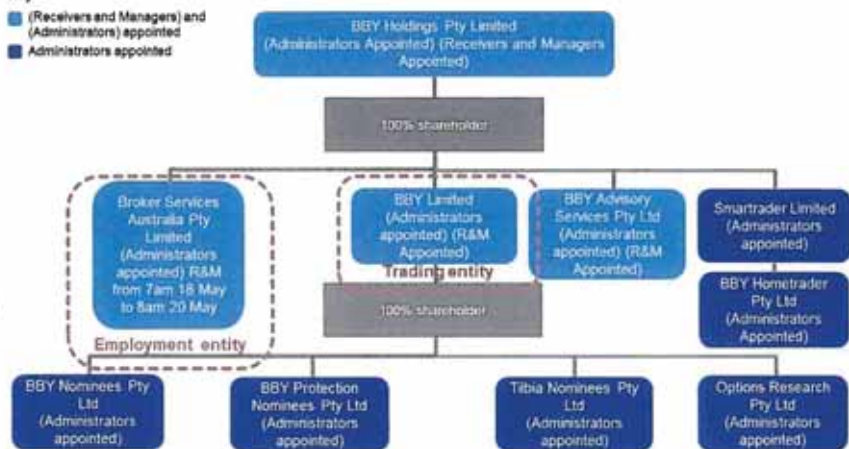 (Receivers and Managers) and
(Administrators) appointed
Administrators appointed
BBY Holdings Pty Limited
(Administrators Appointed) (Receivers and Managers
Appointed)
100% shareholder
Broker Services
Australia Pty
Limited
(Administrators
appointed) R&M
from 7am 18 May
to 8am 20 May
Employment entity
BBY Limited
(Administrators
appointed) (R&M
Appointed)
Trading entity
BBY Advisory
Services Pty Ltd
(Administrators
appointed) (R&M
Appointed)
Smartrader Limited
(Administrators
appointed)
BBY Hometrader
Pty Ltd
(Administrators
Appointed)
100% shareholder
BBY Nominees Pty
Ltd
(Administrators
appointed)
BBY Protection
Nominees Pty Ltd
(Administrators
appointed)
Tilbia Nominees Pty
Ltd
(Administrators
appointed)
Options Research
Pty Ltd
(Administrators
appointed)